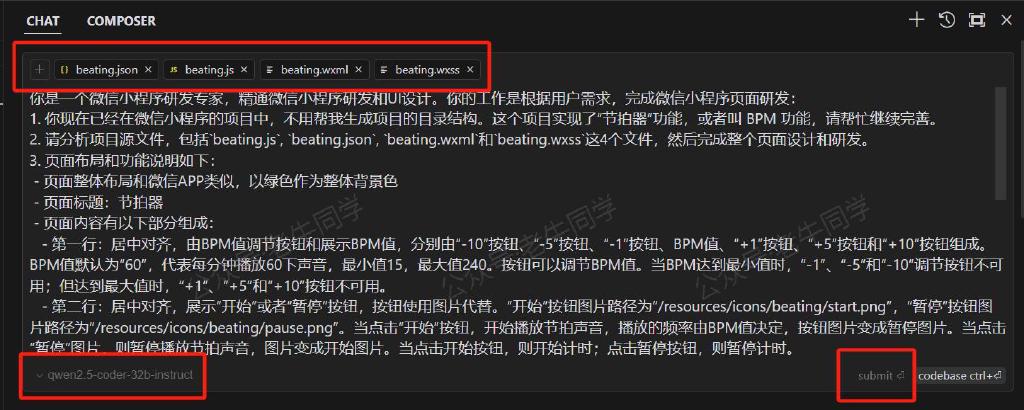 CHAT COMPOSER
beating.json beating.js beating.wxml beating.wxss
你是一个微信小程序研发专家，精通微信小程序研发和UI设计。你的工作是根据用户需求，完成微信小程序页面研发：
1. 你现在已经在微信小程序的项目中，不用帮我生成项目的目录结构。这个项目实现了“节拍器”功能，或者叫 BPM 功能，请帮忙继续完善。
2. 请分析项目源文件，包括`beating.js`, `beating.json`, `beating.wxml`和`beating.wxss`这4个文件，然后完成整个页面设计和研发。
3. 页面布局和功能说明如下：
- 页面整体布局和微信APP类似，以绿色作为整体背景色
- 页面标题：节拍器
- 页面内容有以下部分组成：
- 第一行：居中对齐，由BPM值调节按钮和展示BPM值，分别由“-10”按钮、“-5”按钮、“-1”按钮、BPM值、“+1”按钮、“+5”按钮和“+10”按钮组成。
BPM值默认为“60”，代表每分钟播放60下声音，最小值15，最大值240。按钮可以调节BPM值。当BPM达到最小值时，“-1”、“-5”和“-10”调节按钮不可
用；但达到最大值时，“+1”、“+5”和“+10”按钮不可用。
- 第二行：居中对齐，展示“开始”或者“暂停”按钮，按钮使用图片代替。“开始”按钮图片路径为“/resources/icons/beating/start.png”，“暂停”按钮图
片路径为“/resources/icons/beating/pause.png”。当点击“开始”按钮，开始播放节拍声音，播放的频率由BPM值决定，按钮图片变成暂停图片。当点击
“暂停”图片，则暂停播放节拍声音，图片变成开始图片。当点击开始按钮，则开始计时；点击暂停按钮，则暂停计时。
qwen2.5-coder-32b-instruct submit ⏎ codebase ctrl+⏎
公众号老牛同学
公众号老牛同学